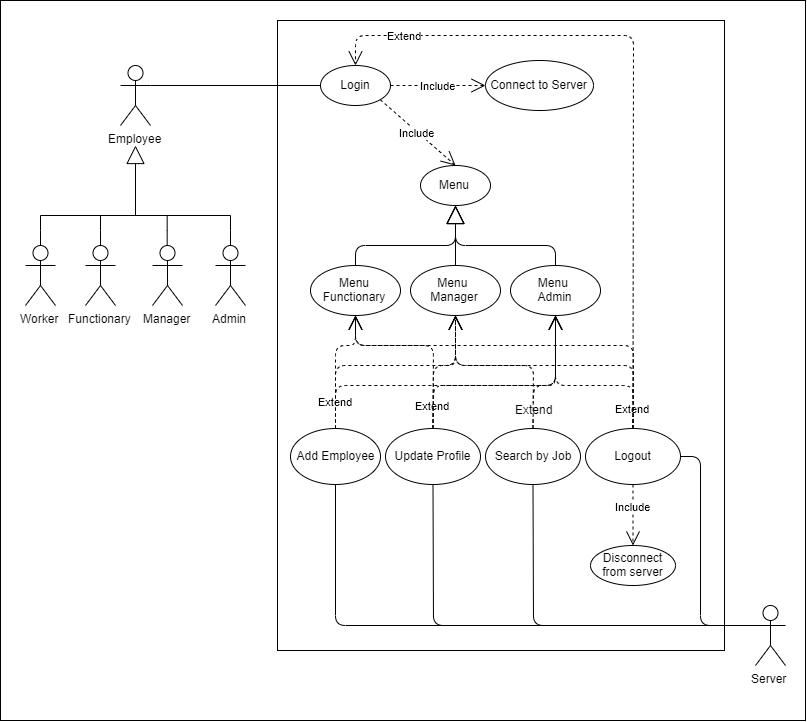 Extend
Login
Include
Connect to Server
Include
Employee
Menu
Worker
Functionary
Manager
Admin
Menu
Functionary
Menu
Manager
Menu
Admin
Extend
Extend
Extend
Extend
Add Employee
Update Profile
Search by Job
Logout
Include
Disconnect
from server
Server